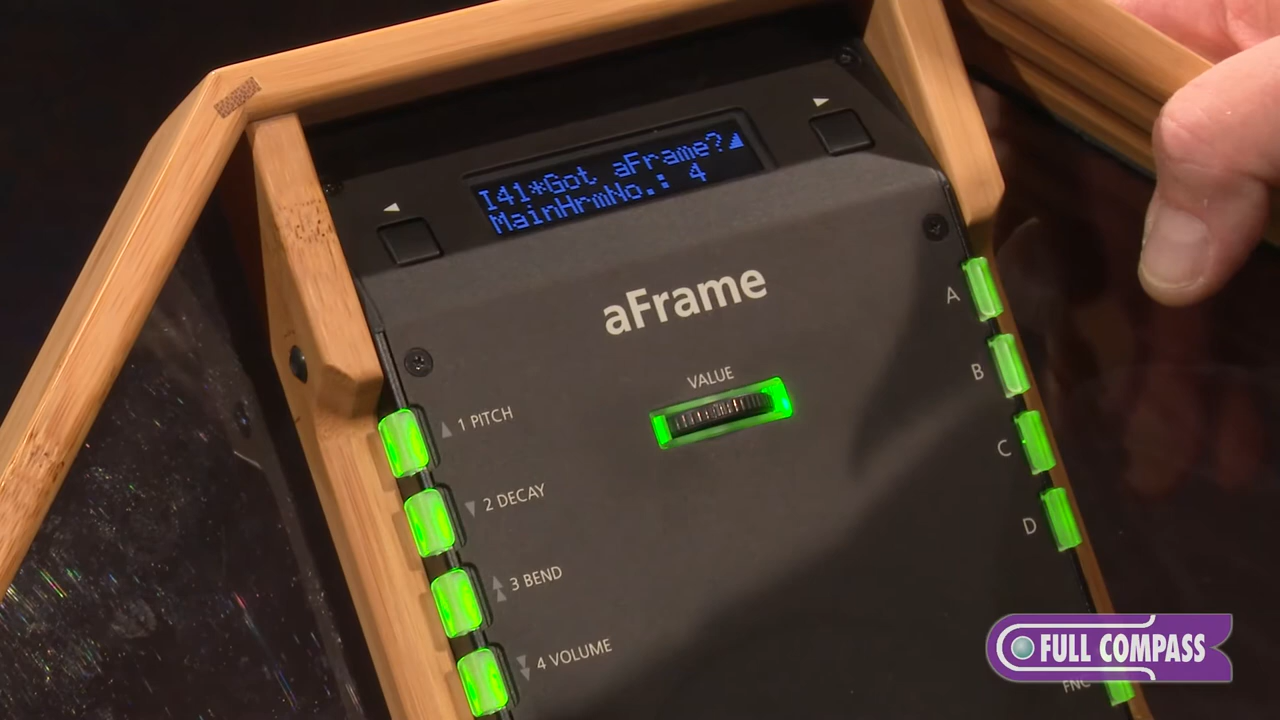 I41*Got aFrame?
MainHrmNo.: 4
aFrame
VALUE
1 PITCH
2 DECAY
3 BEND
4 VOLUME
A
B
C
D
FNC
FULL COMPASS